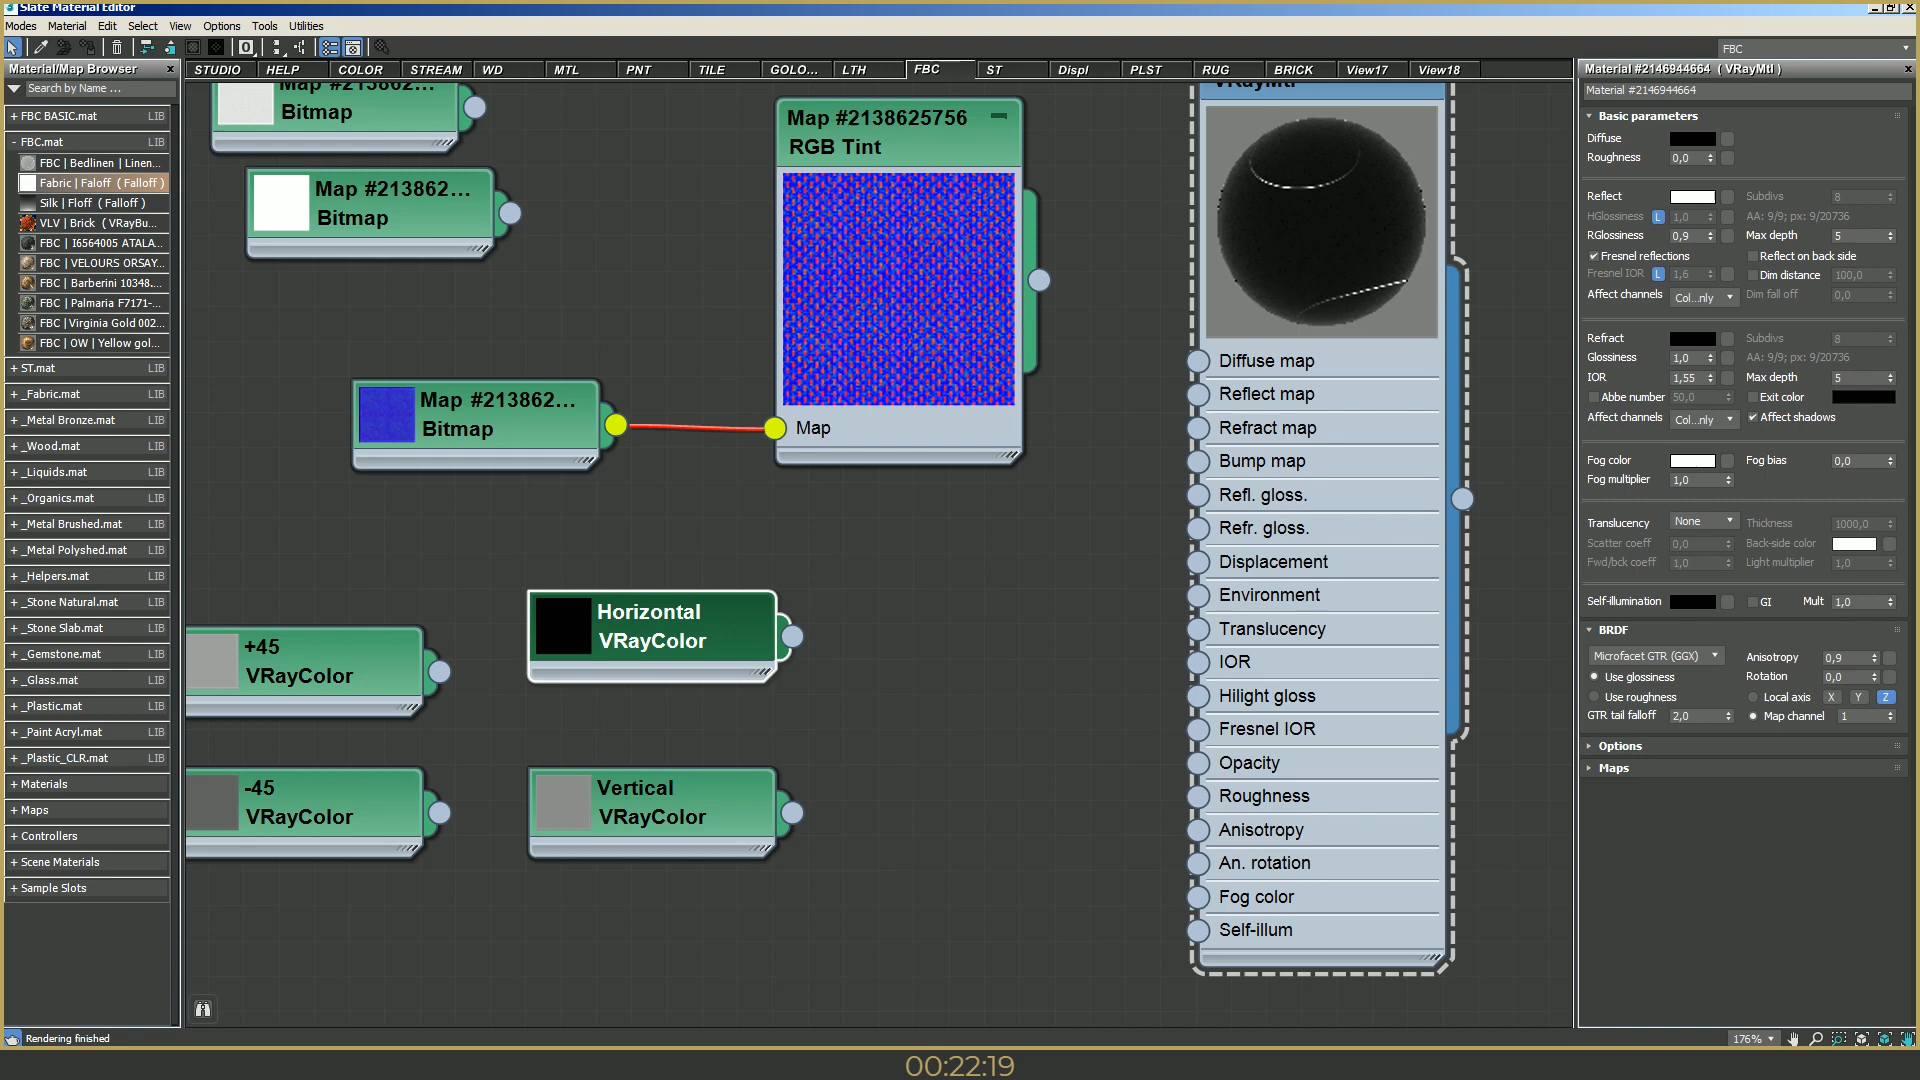 Slate Material Editor
Modes Material Edit Select View Options Tools Utilities
FBC
Material/Map Browser
Search by Name ...
+ FBC BASIC.mat LIB
- FBC.mat LIB
FBC | Bedlinen | Linen...
Fabric | Faloff ( Falloff )
Silk | Floff ( Falloff )
VLV | Brick ( VRayBu...
FBC | I6564005 ATALA...
FBC | VELOURS ORSAY...
FBC | Barberini 10348...
FBC | Palmaria F7171-...
FBC | Virginia Gold 002...
FBC | OW | Yellow gol...
+ ST.mat LIB
+ _Fabric.mat LIB
+ _Metal Bronze.mat LIB
+ _Wood.mat LIB
+ _Liquids.mat LIB
+ _Organics.mat LIB
+ _Metal Brushed.mat LIB
+ _Metal Polyshed.mat LIB
+ _Helpers.mat LIB
+ _Stone Natural.mat LIB
+ _Stone Slab.mat LIB
+ _Gemstone.mat LIB
+ _Glass.mat LIB
+ _Plastic.mat LIB
+ _Paint Acryl.mat LIB
+ _Plastic_CLR.mat LIB
+ Materials
+ Maps
+ Controllers
+ Scene Materials
+ Sample Slots
STUDIO HELP COLOR STREAM WD MTL PNT TILE GOLO... LTH FBC ST Displ PLST RUG BRICK View17 View18
Map #213862...
Bitmap
Map #213862...
Bitmap
Map #213862...
Bitmap
Map #2138625756
RGB Tint
Map
+45
VRayColor
-45
VRayColor
Horizontal
VRayColor
Vertical
VRayColor
VRayMtl
Diffuse map
Reflect map
Refract map
Bump map
Refl. gloss.
Refr. gloss.
Displacement
Environment
Translucency
IOR
Hilight gloss
Fresnel IOR
Opacity
Roughness
Anisotropy
An. rotation
Fog color
Self-illum
Material #2146944664 ( VRayMtl )
Material #2146944664
Basic parameters
Diffuse
Roughness 0,0
Reflect Subdivs 8
HGlossiness L 1,0 AA: 9/9; px: 9/20736
RGlossiness 0,9 Max depth 5
Fresnel reflections Reflect on back side
Fresnel IOR L 1,6 Dim distance 100,0
Affect channels Col...nly Dim fall off 0,0
Refract Subdivs 8
Glossiness 1,0 AA: 9/9; px: 9/20736
IOR 1,55 Max depth 5
Abbe number 50,0 Exit color
Affect channels Col...nly Affect shadows
Fog color Fog bias 0,0
Fog multiplier 1,0
Translucency None Thickness 1000,0
Scatter coeff 0,0 Back-side color
Fwd/bck coeff 1,0 Light multiplier 1,0
Self-illumination GI Mult 1,0
BRDF
Microfacet GTR (GGX) Anisotropy 0,9
Use glossiness Rotation 0,0
Use roughness Local axis X Y Z
GTR tail falloff 2,0 Map channel 1
Options
Maps
Rendering finished
176%
00:22:19